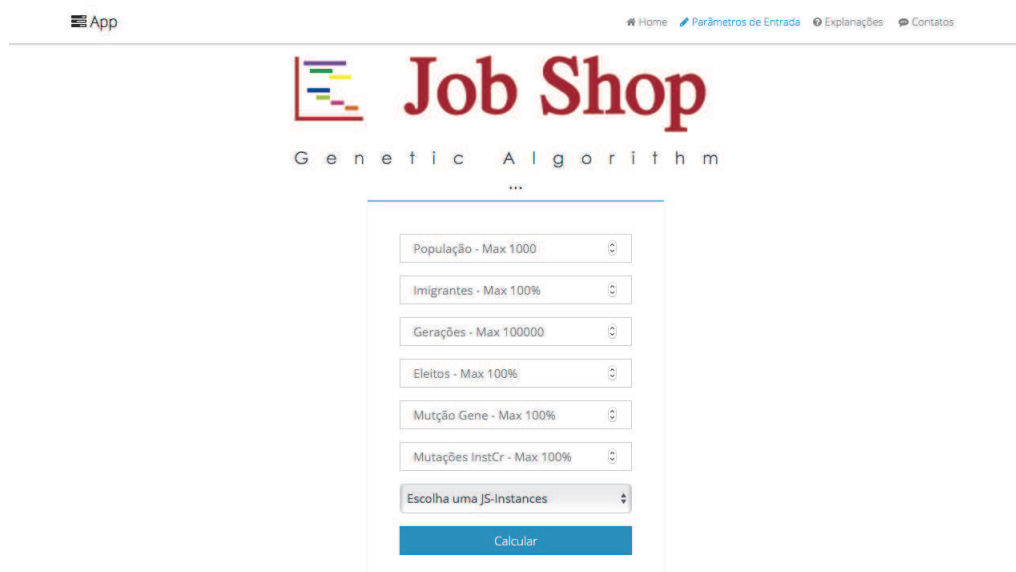 App
Home Parâmetros de Entrada Explanações Contatos
Job Shop
Genetic Algorithm
...
População - Max 1000
Imigrantes - Max 100%
Gerações - Max 100000
Eleitos - Max 100%
Mutção Gene - Max 100%
Mutações InstCr - Max 100%
Escolha uma JS-Instances
Calcular